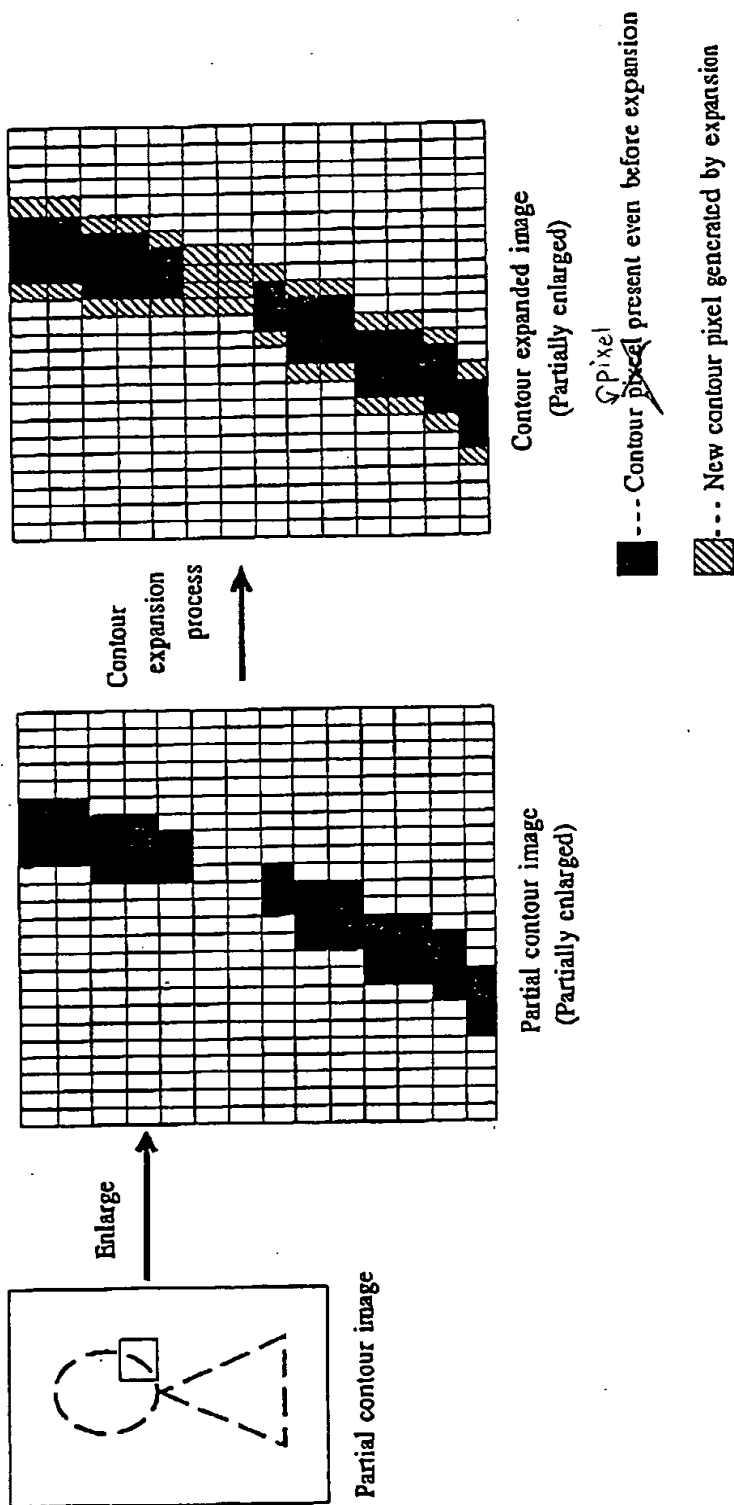 Partial contour image
Enlarge
Partial contour image
(Partially enlarged)
Contour
expansion
process
Contour expanded image
(Partially enlarged)
pixel
--- Contour pixcel present even before expansion
--- New contour pixel generated by expansion